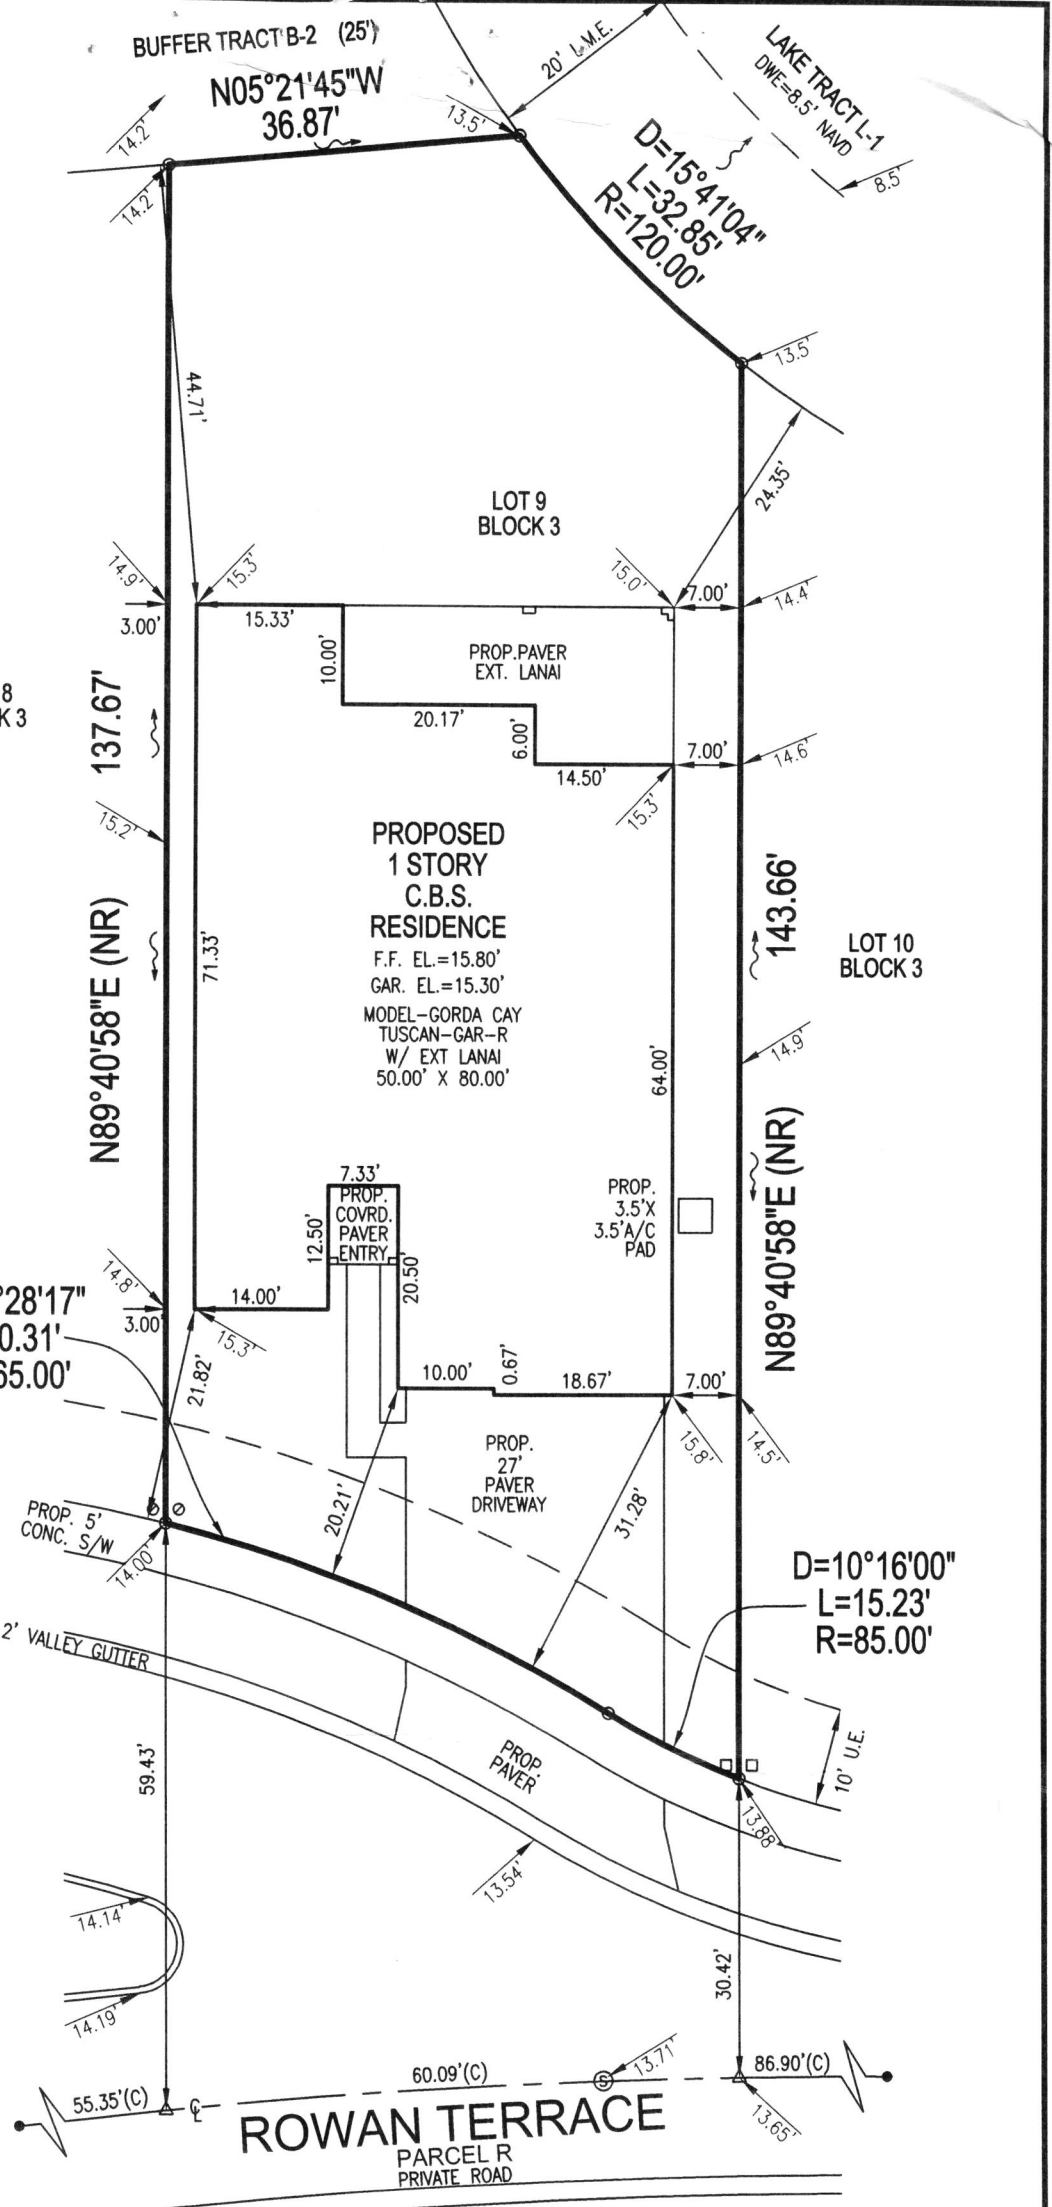 BUFFER TRACT B-2 (25')
N05°21'45"W
36.87'
14.2'
14.2'
13.5'
20' L.M.E.
LAKE TRACT L-1
DWE=8.5' NAVD
8.5'
D=15°41'04"
L=32.85'
R=120.00'
13.5'
44.71'
24.35'
LOT 9
BLOCK 3
14.9'
15.3'
15.0'
7.00'
14.4'
3.00'
15.33'
10.00'
PROP.PAVER
EXT. LANAI
8
K 3
137.67'
20.17'
6.00'
14.50'
7.00'
14.6'
15.3'
15.2'
PROPOSED
1 STORY
C.B.S.
RESIDENCE
F.F. EL.=15.80'
GAR. EL.=15.30'
MODEL-GORDA CAY
TUSCAN-GAR-R
W/ EXT LANAI
50.00' X 80.00'
143.66'
LOT 10
BLOCK 3
N89°40'58"E (NR)
71.33'
64.00'
14.9'
N89°40'58"E (NR)
7.33'
PROP.
COVRD.
PAVER
ENTRY
12.50'
20.50'
PROP.
3.5'X
3.5'A/C
PAD
14.8'
°28'17"
0.31'
65.00'
3.00'
14.00'
15.3'
21.82'
10.00'
0.67'
18.67'
7.00'
15.8'
14.5'
PROP.
27'
PAVER
DRIVEWAY
20.21'
31.28'
PROP. 5'
CONC. S/W
14.00'
D=10°16'00"
L=15.23'
R=85.00'
2' VALLEY GUTTER
59.43'
PROP.
PAVER
10' U.E.
13.88'
13.54'
14.14'
14.19'
30.42'
13.71'
55.35'(C)
60.09'(C)
S
86.90'(C)
13.65'
ROWAN TERRACE
PARCEL R
PRIVATE ROAD